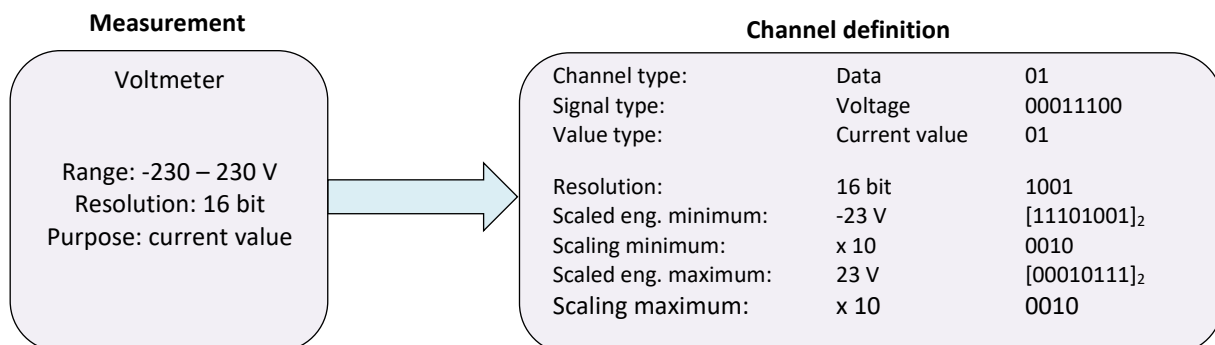 Measurement
Voltmeter
Range: -230 – 230 V
Resolution: 16 bit
Purpose: current value
Channel definition
Channel type: Data 01
Signal type: Voltage 00011100
Value type: Current value 01
Resolution: 16 bit 1001
Scaled eng. minimum: -23 V [11101001]₂
Scaling minimum: x 10 0010
Scaled eng. maximum: 23 V [00010111]₂
Scaling maximum: x 10 0010